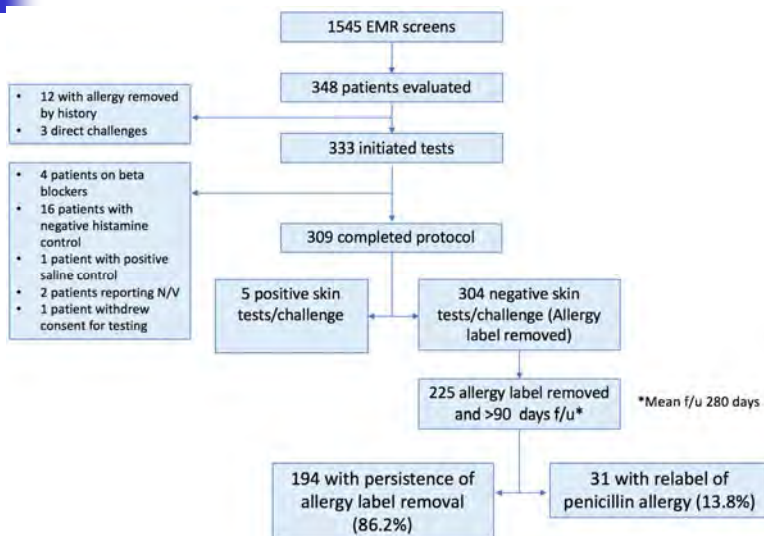 1545 EMR screens
348 patients evaluated
• 12 with allergy removed
by history
• 3 direct challenges
333 initiated tests
• 4 patients on beta
blockers
• 16 patients with
negative histamine
control
• 1 patient with positive
saline control
• 2 patients reporting N/V
• 1 patient withdrew
consent for testing
309 completed protocol
5 positive skin
tests/challenge
304 negative skin
tests/challenge (Allergy
label removed)
225 allergy label removed
and >90 days f/u*
*Mean f/u 280 days
194 with persistence of
allergy label removal
(86.2%)
31 with relabel of
penicillin allergy (13.8%)